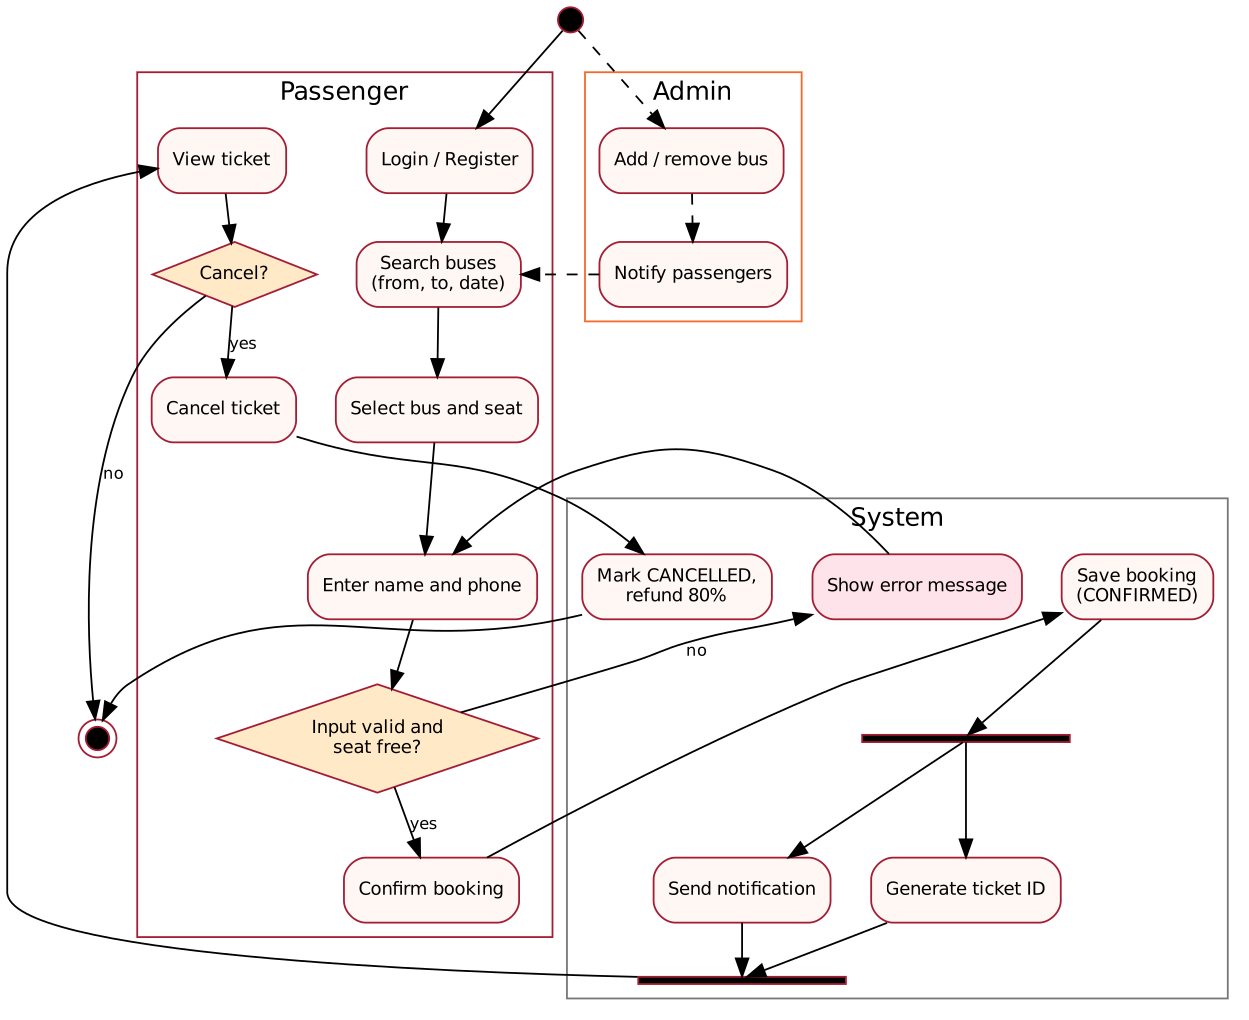 Passenger
Admin
View ticket
Login / Register
Add / remove bus
Cancel?
Search buses
(from, to, date)
Notify passengers
yes
Cancel ticket
Select bus and seat
no
System
Enter name and phone
Mark CANCELLED,
refund 80%
Show error message
Save booking
(CONFIRMED)
no
Input valid and
seat free?
yes
Confirm booking
Send notification
Generate ticket ID